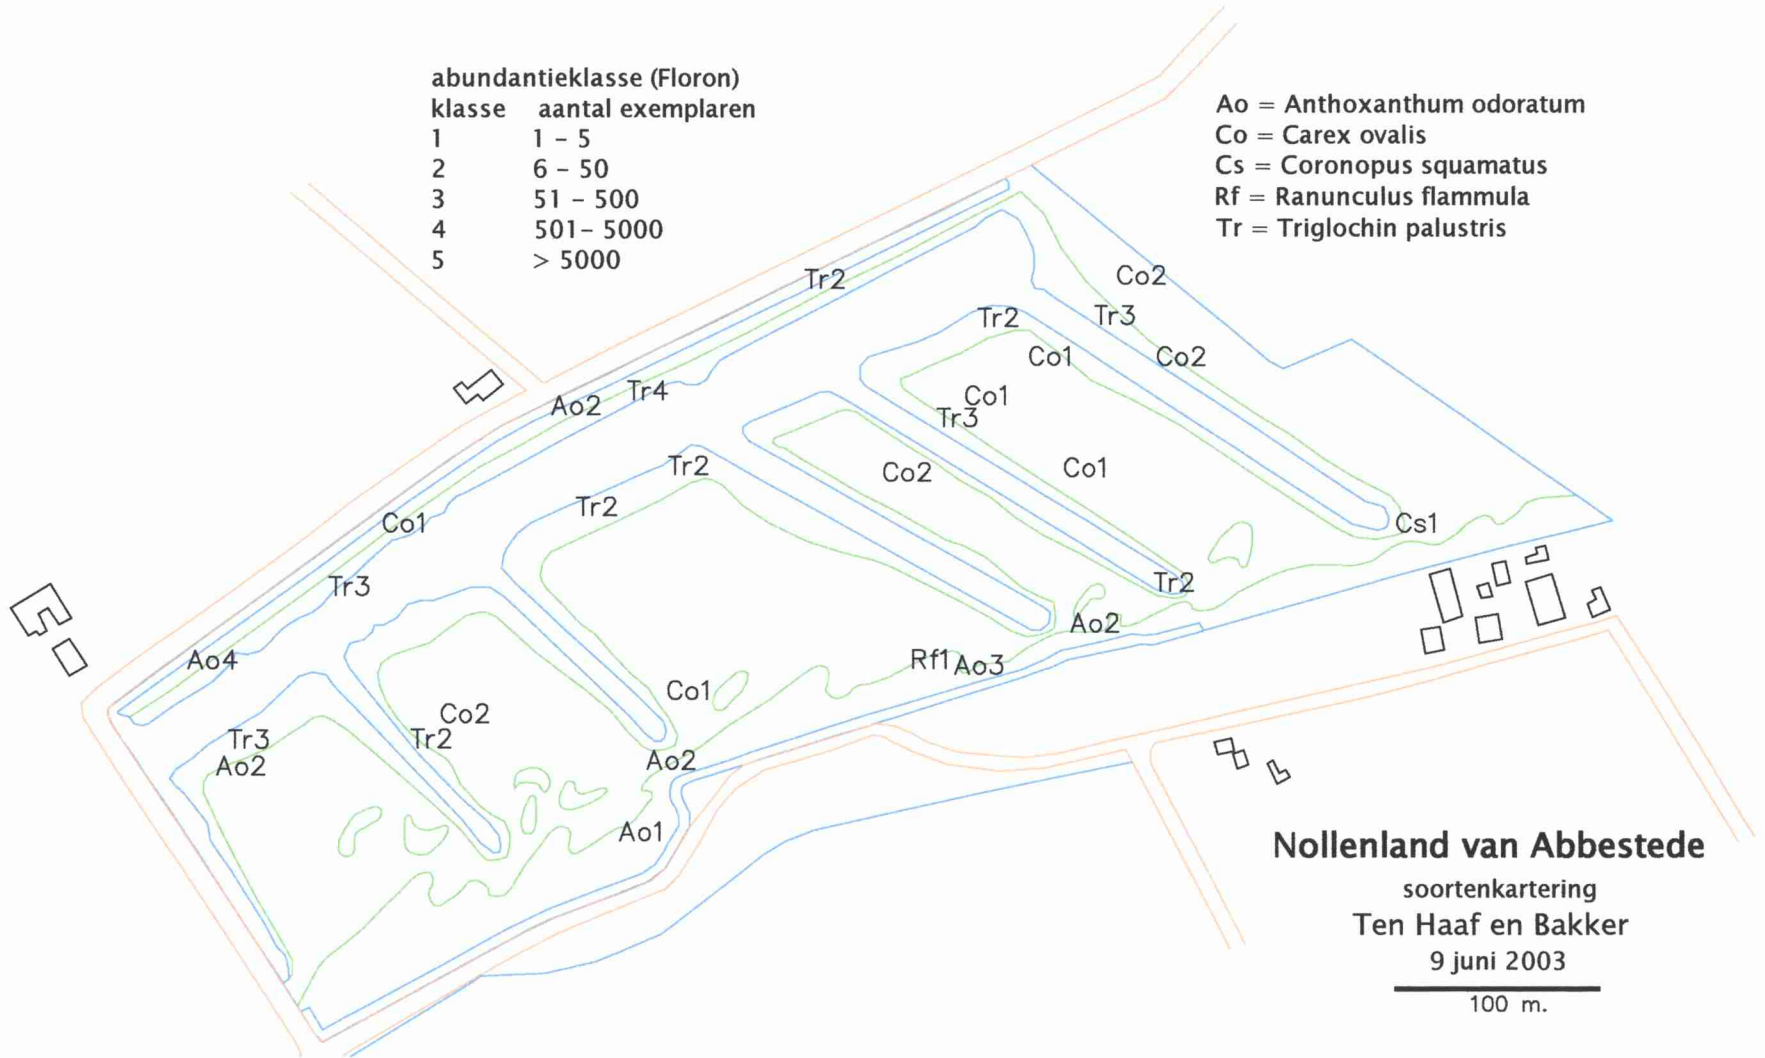 abundantieklasse (Floron)
klasse aantal exemplaren
1 1 – 5
2 6 – 50
3 51 – 500
4 501– 5000
5 > 5000
Ao = Anthoxanthum odoratum
Co = Carex ovalis
Cs = Coronopus squamatus
Rf = Ranunculus flammula
Tr = Triglochin palustris
Co2
Tr2
Tr3
Tr2
Co1
Co2
Tr4
Ao2
Co1
Tr3
Tr2
Co2
Co1
Tr2
Co1
Cs1
Tr3
Tr2
Ao2
Ao4
Rf1
Ao3
Co1
Co2
Tr3
Tr2
Ao2
Ao2
Ao1
Nollenland van Abbestede
soortenkartering
Ten Haaf en Bakker
9 juni 2003
100 m.